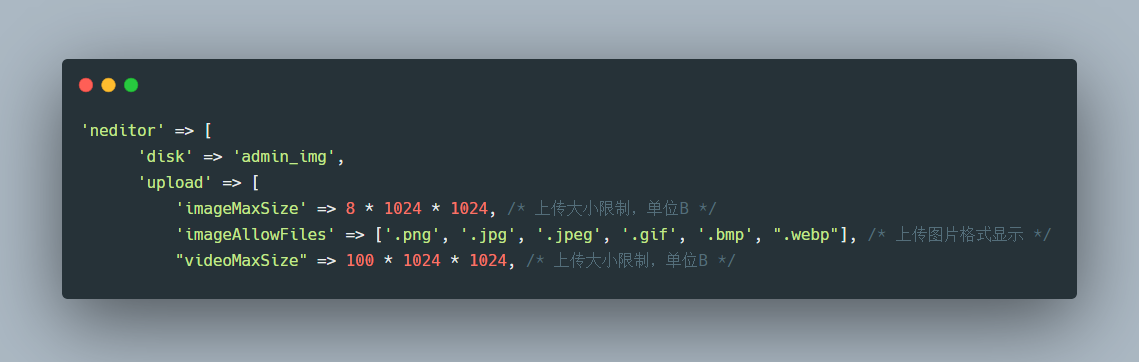 'neditor' => [
'disk' => 'admin_img',
'upload' => [
'imageMaxSize' => 8 * 1024 * 1024, /* 上传大小限制，单位B */
'imageAllowFiles' => ['.png', '.jpg', '.jpeg', '.gif', '.bmp', ".webp"], /* 上传图片格式显示 */
"videoMaxSize" => 100 * 1024 * 1024, /* 上传大小限制，单位B */